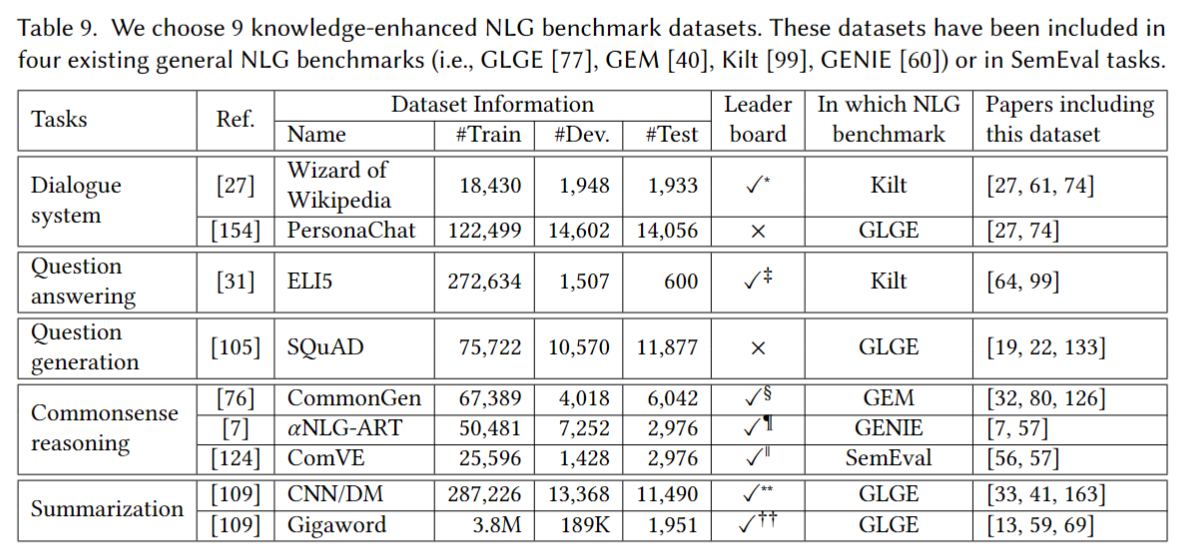 Table 9. We choose 9 knowledge-enhanced NLG benchmark datasets. These datasets have been included in
four existing general NLG benchmarks (i.e., GLGE [77], GEM [40], Kilt [99], GENIE [60]) or in SemEval tasks.
Tasks Ref. Dataset Information Leader board In which NLG benchmark Papers including this dataset
Name #Train #Dev. #Test
Dialogue system [27] Wizard of Wikipedia 18,430 1,948 1,933 ✓* Kilt [27, 61, 74]
[154] PersonaChat 122,499 14,602 14,056 × GLGE [27, 74]
Question answering [31] ELI5 272,634 1,507 600 ✓‡ Kilt [64, 99]
Question generation [105] SQuAD 75,722 10,570 11,877 × GLGE [19, 22, 133]
Commonsense reasoning [76] CommonGen 67,389 4,018 6,042 ✓§ GEM [32, 80, 126]
[7] αNLG-ART 50,481 7,252 2,976 ✓¶ GENIE [7, 57]
[124] ComVE 25,596 1,428 2,976 ✓∥ SemEval [56, 57]
Summarization [109] CNN/DM 287,226 13,368 11,490 ✓** GLGE [33, 41, 163]
[109] Gigaword 3.8M 189K 1,951 ✓†† GLGE [13, 59, 69]